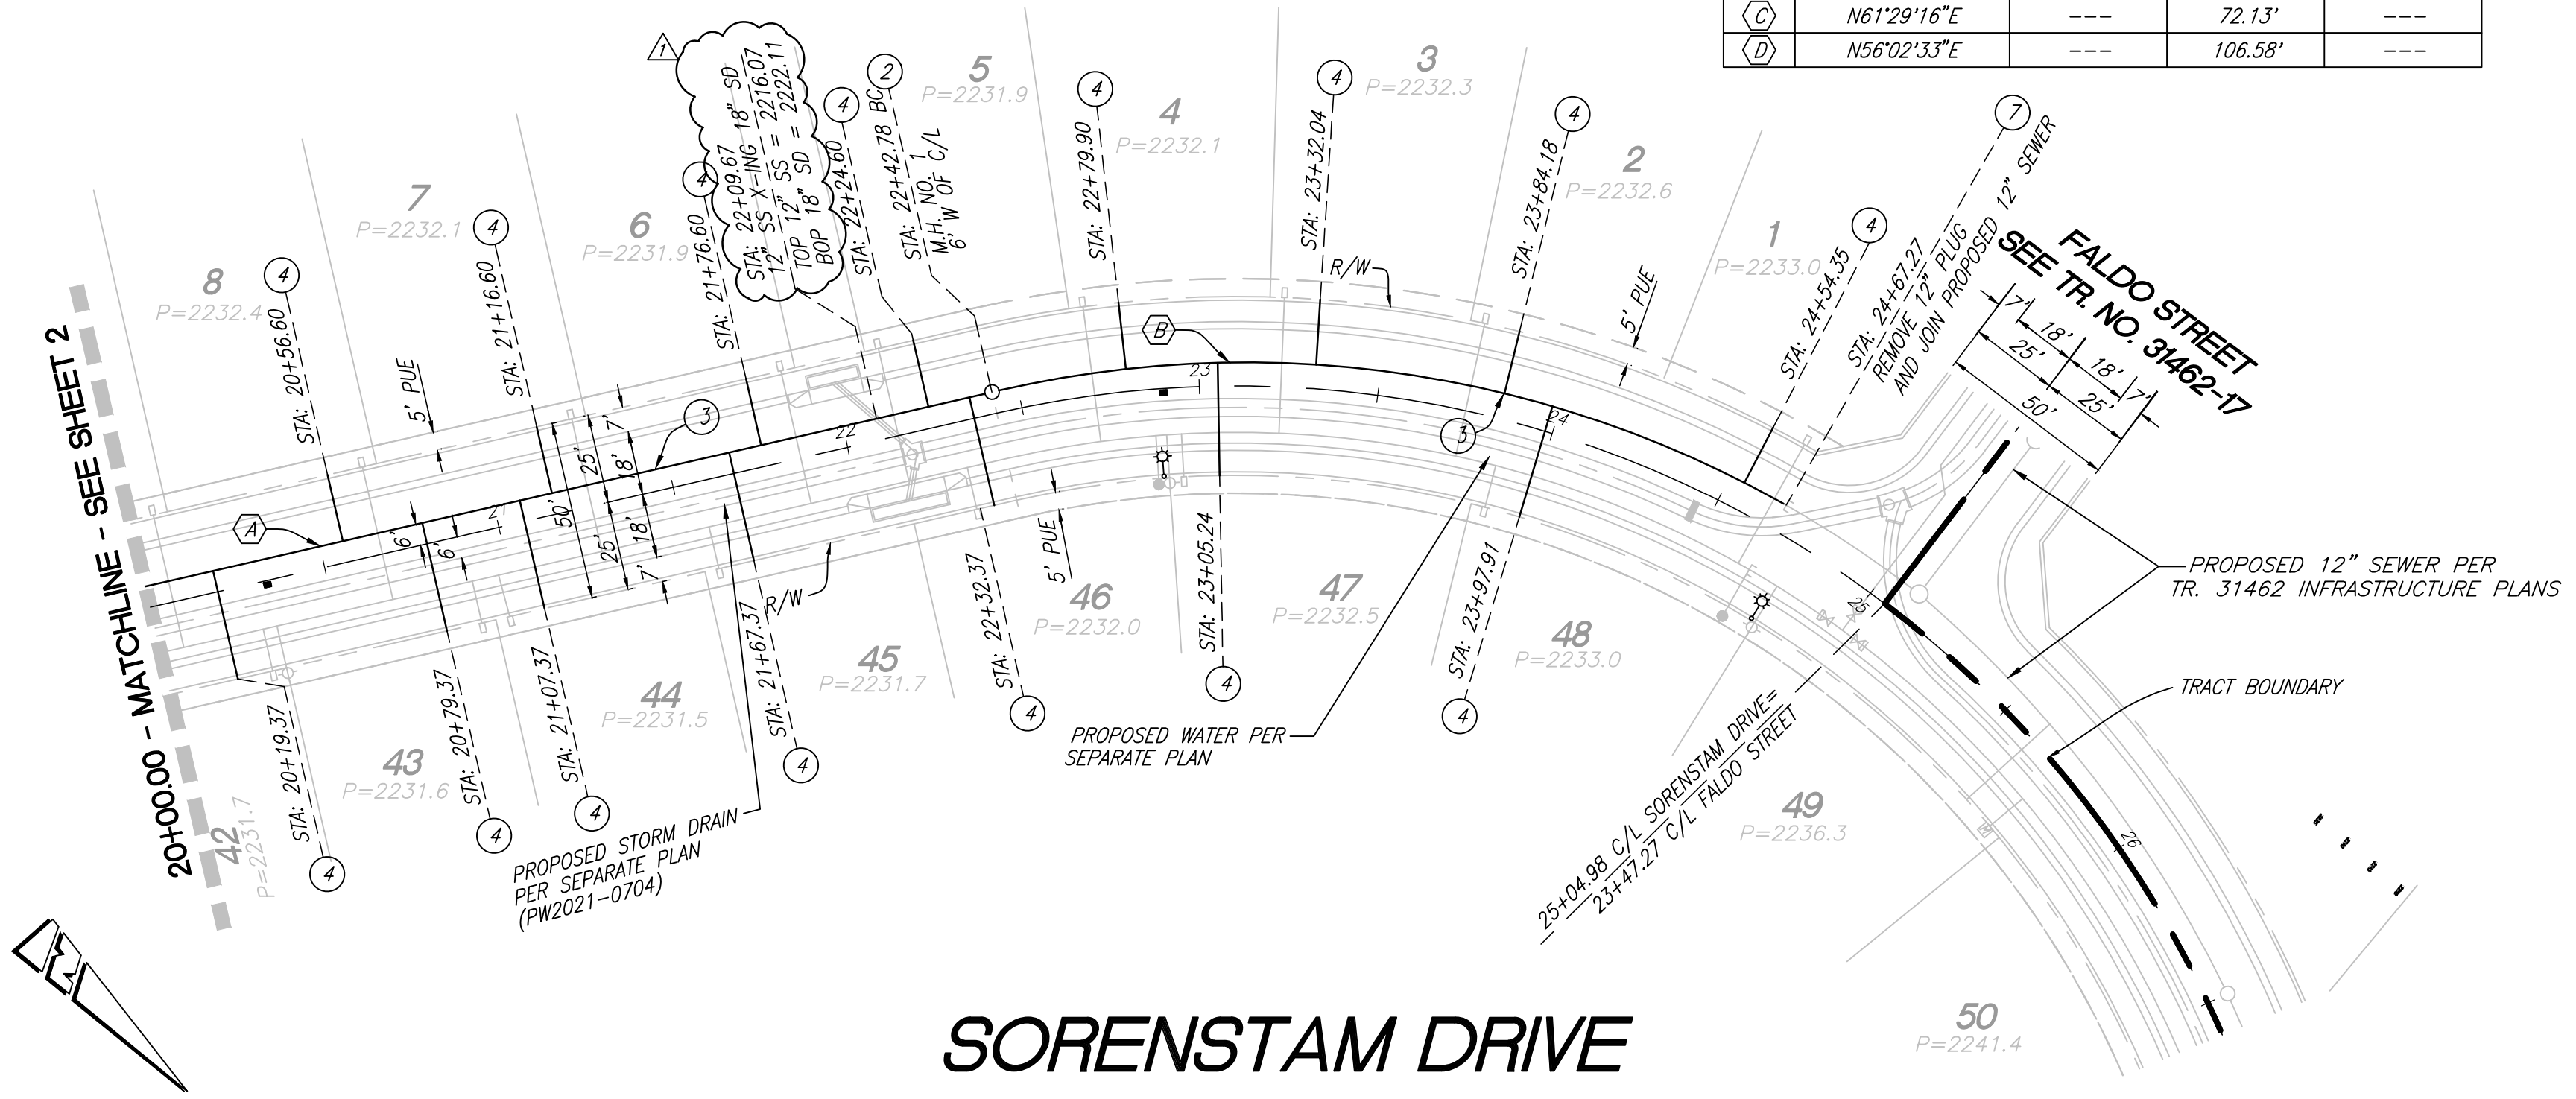 C N61°29'16"E --- 72.13' ---
D N56°02'33"E --- 106.58' ---
1
STA: 22+09.67
12" SS X-ING 18" SD
TOP 12" SS = 2216.07
BOP 18" SD = 2222.11
8
P=2232.4
7
P=2232.1
6
P=2231.9
5
P=2231.9
4
P=2232.1
3
P=2232.3
2
P=2232.6
1
P=2233.0
4
STA: 20+56.60
4
STA: 21+16.60
4
STA: 21+76.60
4
STA: 22+24.60
2
STA: 22+42.78 BC
M.H. NO. 1
6' W OF C/L
4
STA: 22+79.90
4
STA: 23+32.04
4
STA: 23+84.18
4
STA: 24+54.35
7
STA: 24+67.27
REMOVE 12" PLUG
AND JOIN PROPOSED 12" SEWER
FALDO STREET
SEE TR. NO. 31462-17
7'
18'
25'
18'
7'
25'
50'
R/W
5' PUE
5' PUE
B
3
3
A
20+00.00 - MATCHLINE - SEE SHEET 2
6'
6'
21
22
23
24
25
26
50'
25'
7'
18'
25'
18'
7'
R/W
5' PUE
STA: 20+19.37
4
STA: 20+79.37
4
STA: 21+07.37
4
STA: 21+67.37
4
STA: 22+32.37
4
STA: 23+05.24
4
STA: 23+97.91
4
42
P=2231.7
43
P=2231.6
44
P=2231.5
45
P=2231.7
46
P=2232.0
47
P=2232.5
48
P=2233.0
49
P=2236.3
50
P=2241.4
PROPOSED STORM DRAIN
PER SEPARATE PLAN
(PW2021-0704)
PROPOSED WATER PER
SEPARATE PLAN
25+04.98 C/L SORENSTAM DRIVE=
23+47.27 C/L FALDO STREET
PROPOSED 12" SEWER PER
TR. 31462 INFRASTRUCTURE PLANS
TRACT BOUNDARY
SORENSTAM DRIVE